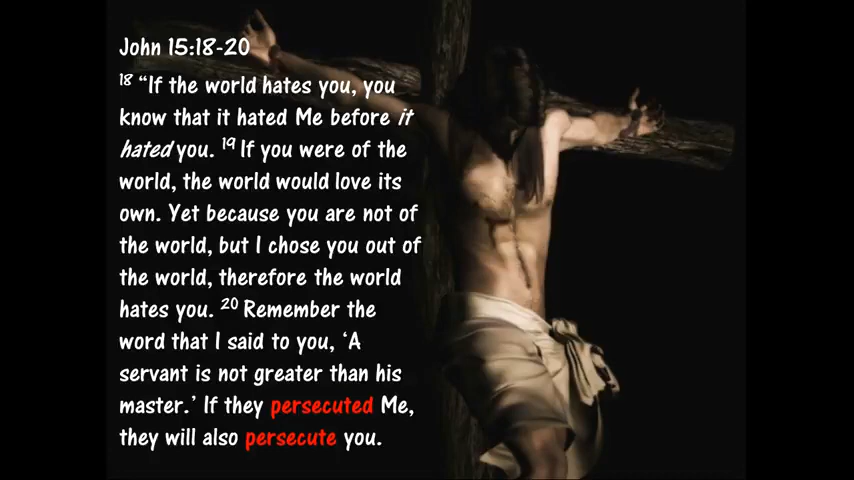 John 15:18-20
18 “If the world hates you, you
know that it hated Me before it
hated you. 19 If you were of the
world, the world would love its
own. Yet because you are not of
the world, but I chose you out of
the world, therefore the world
hates you. 20 Remember the
word that I said to you, ‘A
servant is not greater than his
master.’ If they persecuted Me,
they will also persecute you.